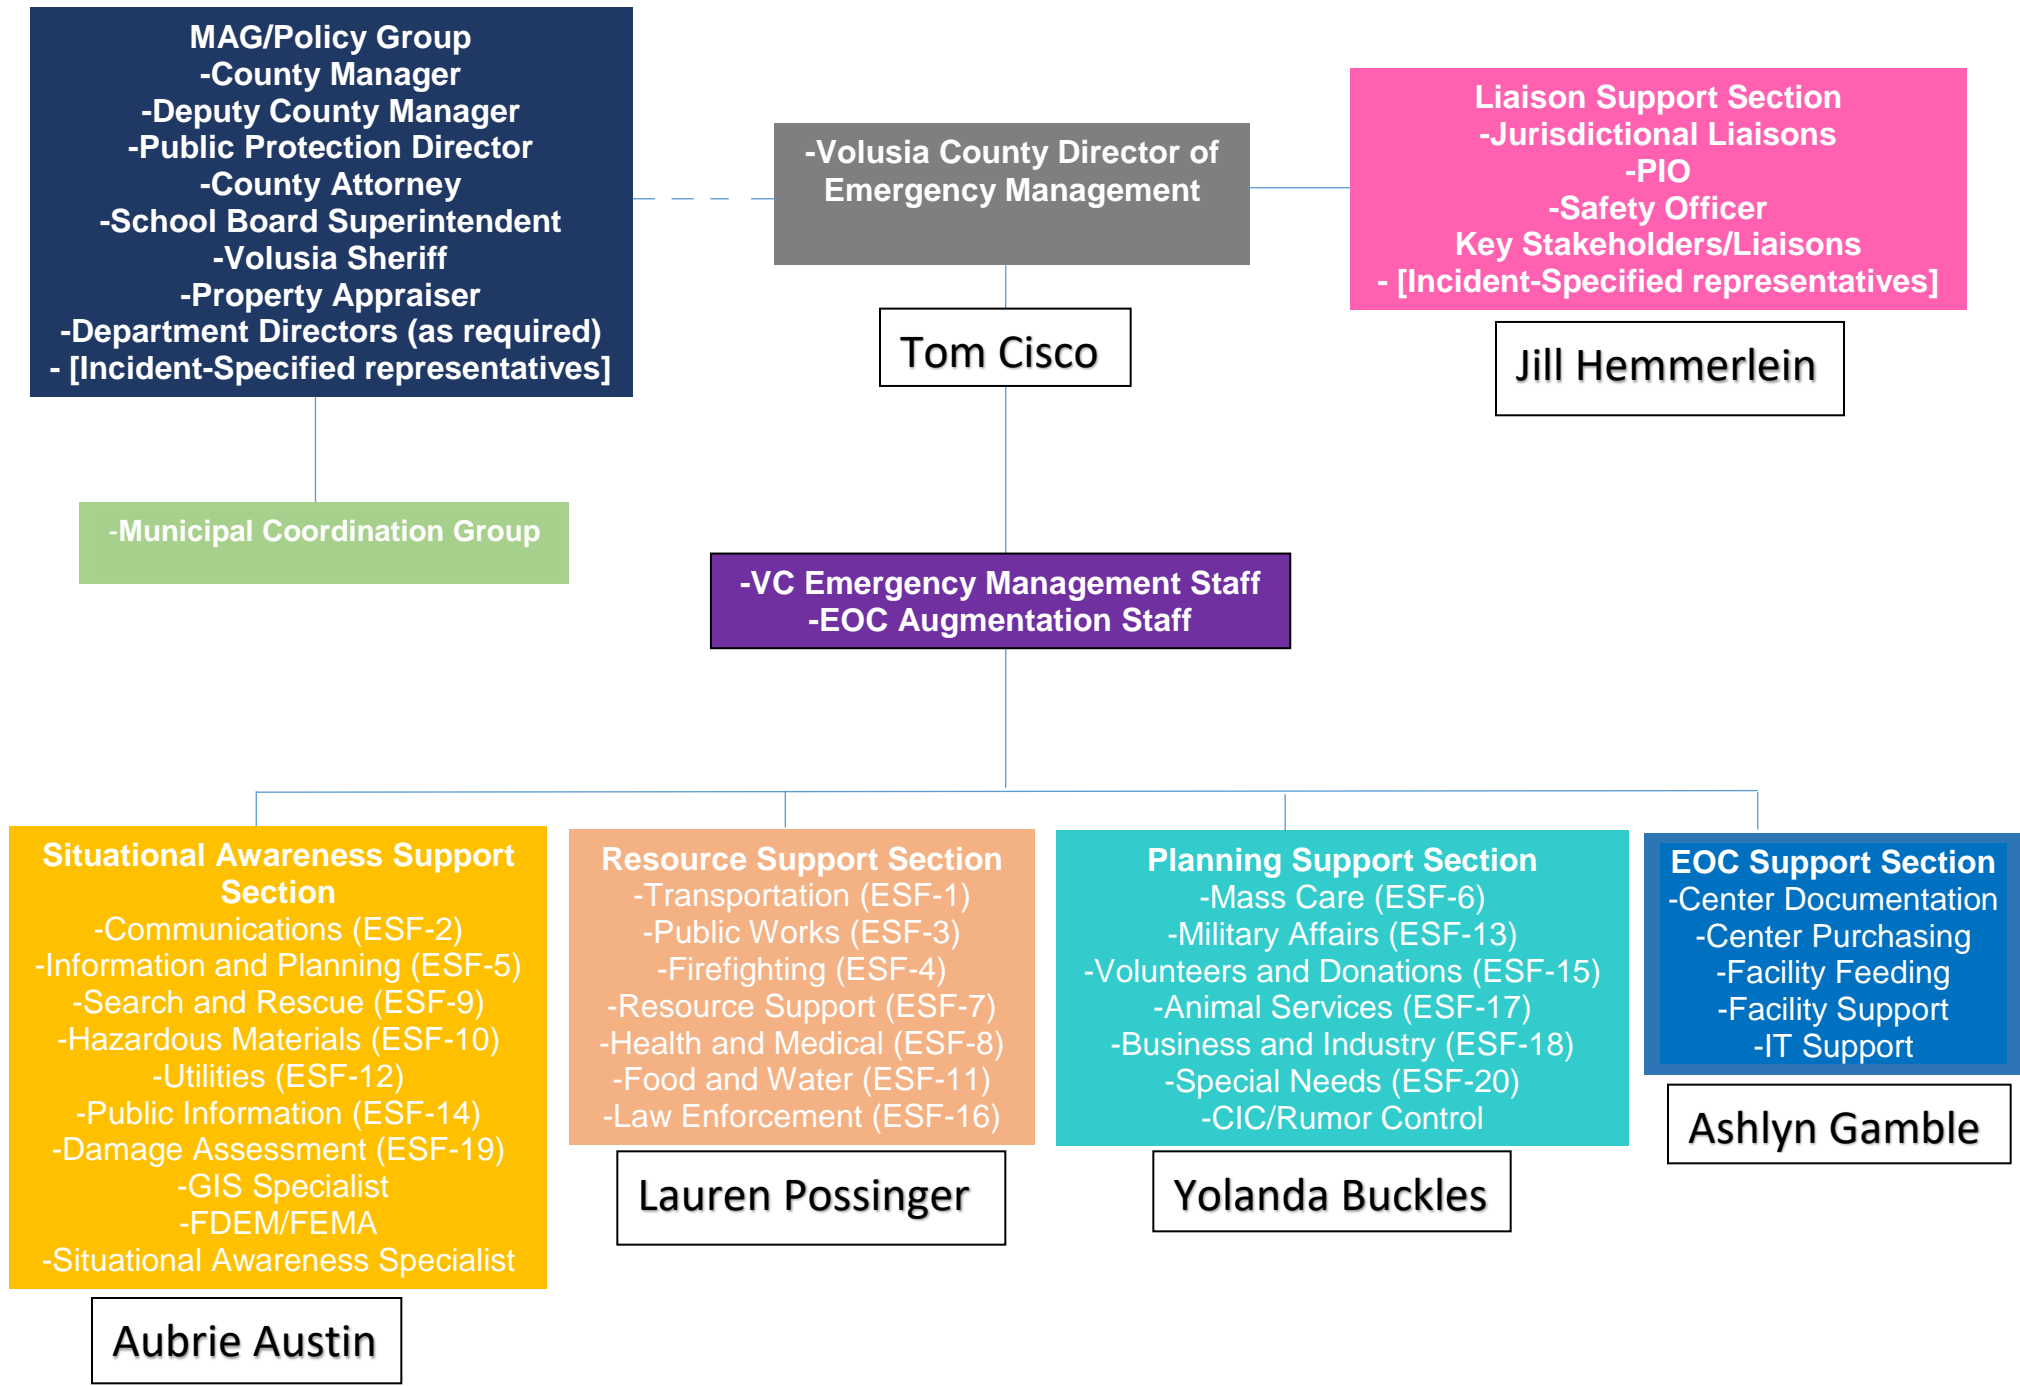 MAG/Policy Group
-County Manager
-Deputy County Manager
-Public Protection Director
-County Attorney
-School Board Superintendent
-Volusia Sheriff
-Property Appraiser
-Department Directors (as required)
- [Incident-Specified representatives]
-Volusia County Director of
Emergency Management
Tom Cisco
Liaison Support Section
-Jurisdictional Liaisons
-PIO
-Safety Officer
Key Stakeholders/Liaisons
- [Incident-Specified representatives]
Jill Hemmerlein
-Municipal Coordination Group
-VC Emergency Management Staff
-EOC Augmentation Staff
Situational Awareness Support
Section
-Communications (ESF-2)
-Information and Planning (ESF-5)
-Search and Rescue (ESF-9)
-Hazardous Materials (ESF-10)
-Utilities (ESF-12)
-Public Information (ESF-14)
-Damage Assessment (ESF-19)
-GIS Specialist
-FDEM/FEMA
-Situational Awareness Specialist
Aubrie Austin
Resource Support Section
-Transportation (ESF-1)
-Public Works (ESF-3)
-Firefighting (ESF-4)
-Resource Support (ESF-7)
-Health and Medical (ESF-8)
-Food and Water (ESF-11)
-Law Enforcement (ESF-16)
Lauren Possinger
Planning Support Section
-Mass Care (ESF-6)
-Military Affairs (ESF-13)
-Volunteers and Donations (ESF-15)
-Animal Services (ESF-17)
-Business and Industry (ESF-18)
-Special Needs (ESF-20)
-CIC/Rumor Control
Yolanda Buckles
EOC Support Section
-Center Documentation
-Center Purchasing
-Facility Feeding
-Facility Support
-IT Support
Ashlyn Gamble